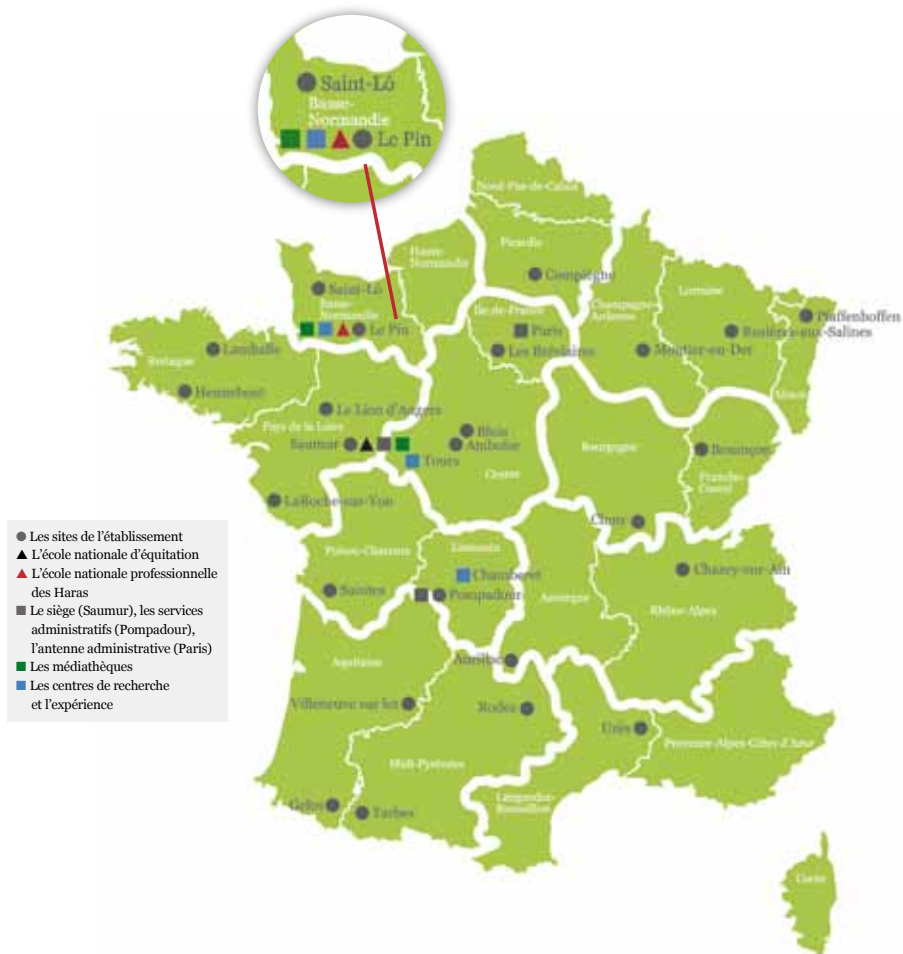 Saint-Lô
Basse-
Normandie
Le Pin
Nord-Pas-de-Calais
Picardie
Haute-
Normandie
Compiègne
Saint-Lô
Basse-
Normandie
Le Pin
Ile-de-France
Paris
Les Bréviaires
Champagne-
Ardenne
Lorraine
Pfaffenhoffen
Rosières-aux-Salines
Montier-en-Der
Alsace
Lamballe
Bretagne
Hennebont
Le Lion d'Angers
Pays de la Loire
Saumur
Blois
Amboise
Tours
Centre
Bourgogne
Besançon
Franche-
Comté
LaRoche-sur-Yon
Cluny
Poitou-Charente
Limousin
Chamberet
Chazey-sur-Ain
Saintes
Pompadour
Auvergne
Rhône-Alpes
Aquitaine
Aurillac
Villeneuve sur lot
Rodez
Uzès
Provence-Alpes-Côtes-d'Azur
Midi-Pyrénées
Languedoc-
Roussillon
Gelos
Tarbes
Corse
Les sites de l'établissement
L'école nationale d'équitation
L'école nationale professionnelle
des Haras
Le siège (Saumur), les services
administratifs (Pompadour),
l'antenne administrative (Paris)
Les médiathèques
Les centres de recherche
et l'expérience